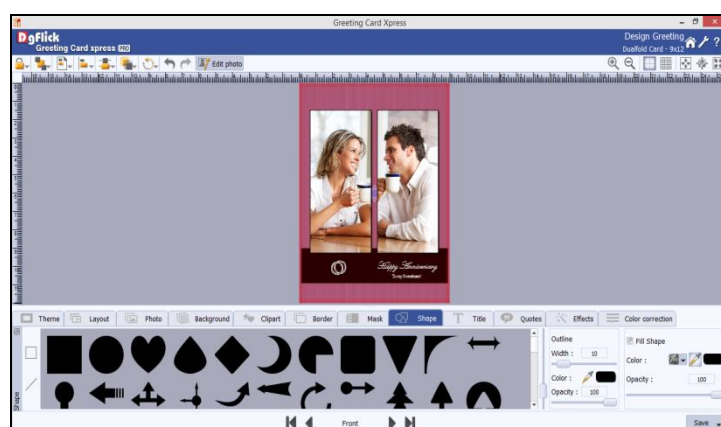 Greeting Card Xpress
DgFlick
Greeting Card xpress PRO
Design Greeting
Dualfold Card - 9x12
?
Edit photo
Happy Anniversary
Theme Layout Photo Background Clipart Border Mask Shape Title Quotes Effects Color correction
Shape
Outline
Width : 10
Color :
Opacity : 100
Fill Shape
Color :
Opacity : 100
Front
Save